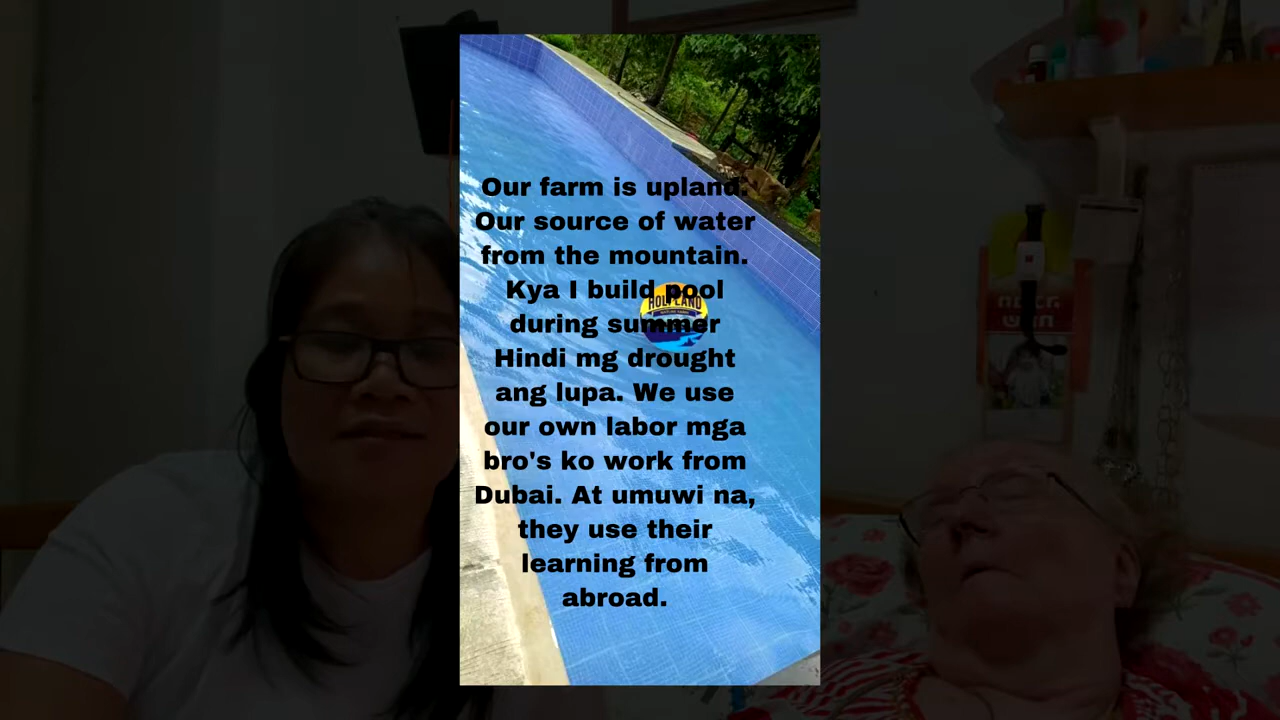 Our farm is upland.
Our source of water
from the mountain.
Kya I build pool
during summer
Hindi mg drought
ang lupa. We use
our own labor mga
bro's ko work from
Dubai. At umuwi na,
they use their
learning from
abroad.
HOLY LAND